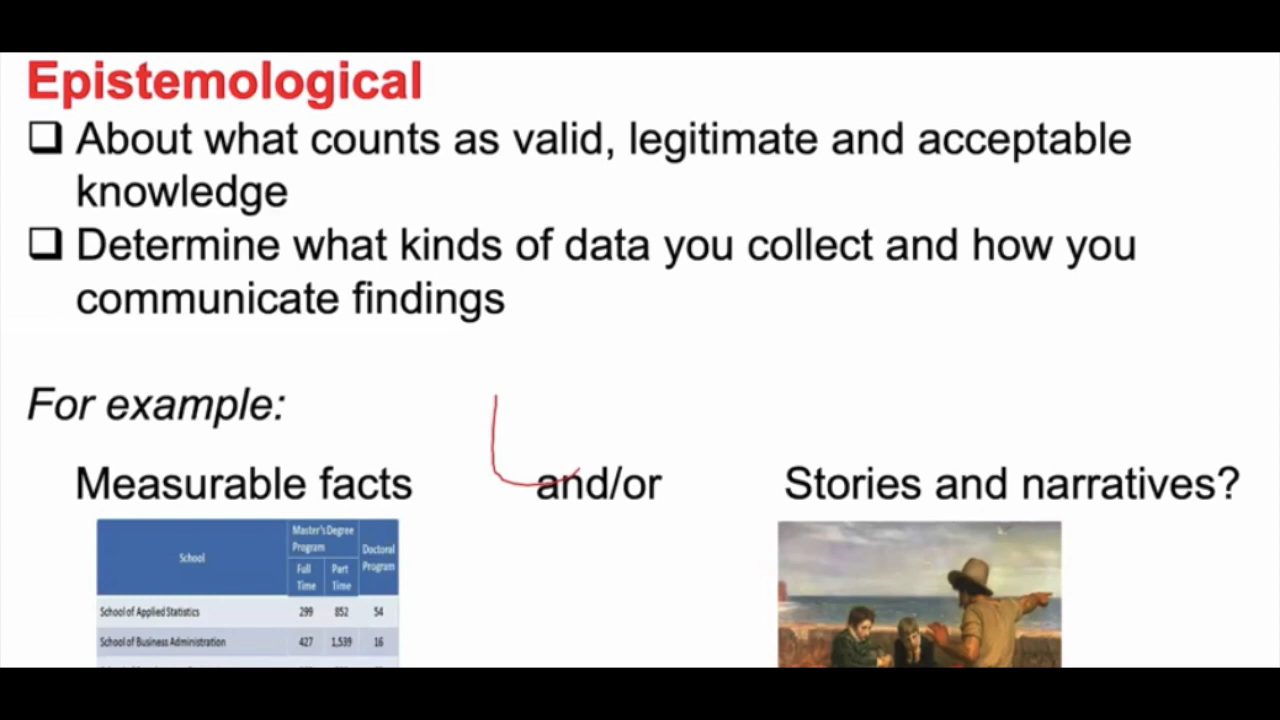 Epistemological
❑ About what counts as valid, legitimate and acceptable
knowledge
❑ Determine what kinds of data you collect and how you
communicate findings
For example:
Measurable facts and/or Stories and narratives?
School Master's Degree Program Doctoral Program
Full Time Part Time
School of Applied Statistics 299 852 54
School of Business Administration 427 1,539 16